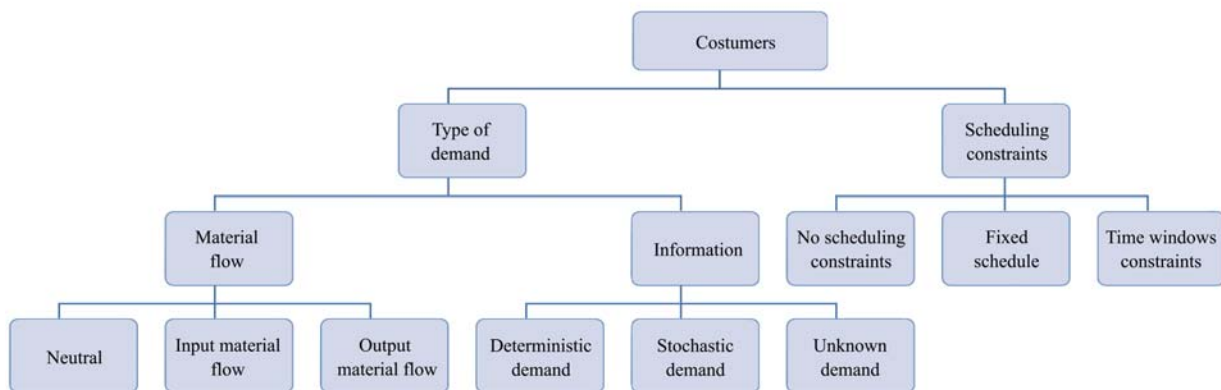 Costumers
Type of
demand
Scheduling
constraints
Material
flow
Information
No scheduling
constraints
Fixed
schedule
Time windows
constraints
Neutral
Input material
flow
Output
material flow
Deterministic
demand
Stochastic
demand
Unknown
demand